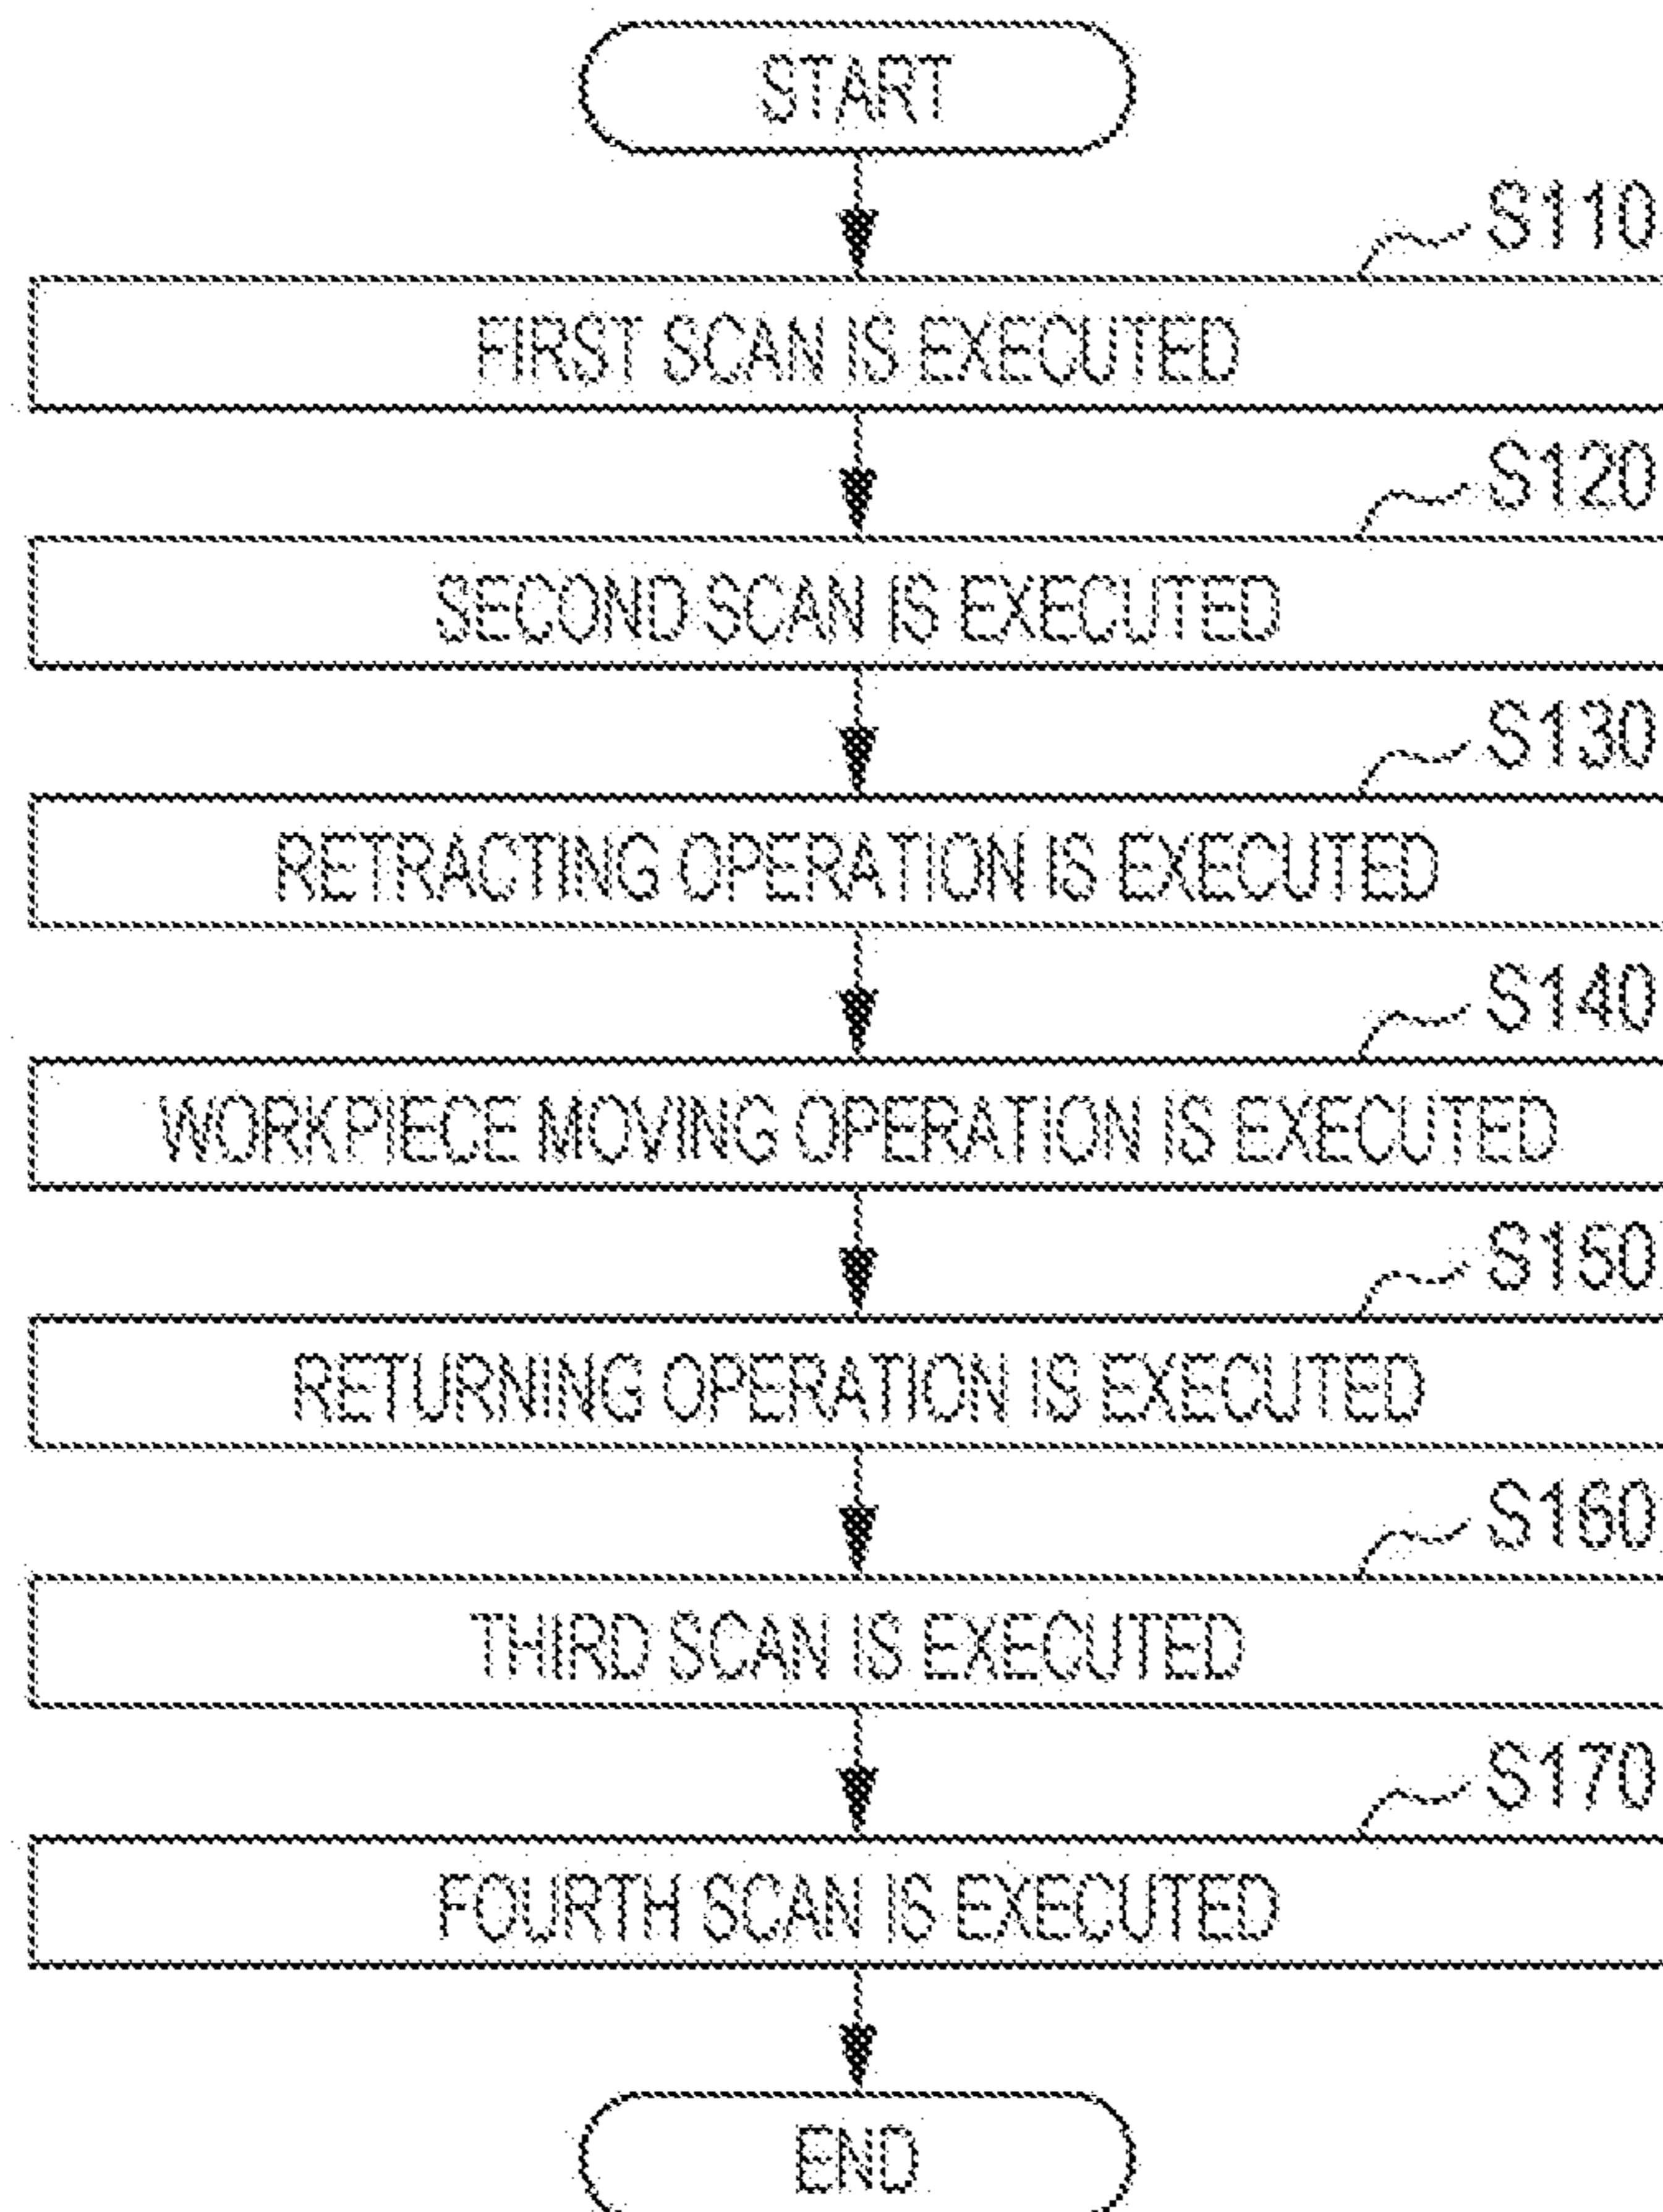 START
S110
FIRST SCAN IS EXECUTED
S120
SECOND SCAN IS EXECUTED
S130
RETRACTING OPERATION IS EXECUTED
S140
WORKPIECE MOVING OPERATION IS EXECUTED
S150
RETURNING OPERATION IS EXECUTED
S160
THIRD SCAN IS EXECUTED
S170
FOURTH SCAN IS EXECUTED
END